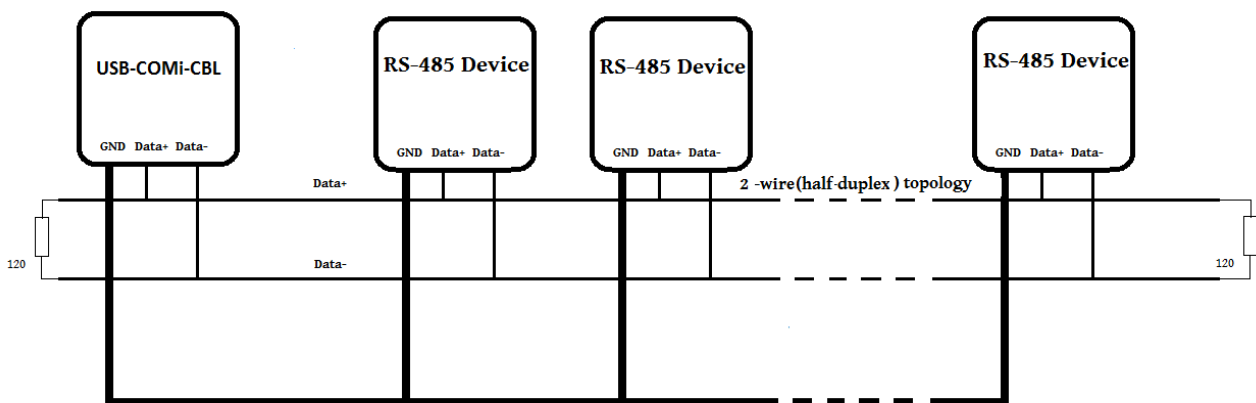 USB-COMi-CBL
RS-485 Device
RS-485 Device
RS-485 Device
GND Data+ Data-
GND Data+ Data-
GND Data+ Data-
GND Data+ Data-
Data+
2 -wire(half-duplex) topology
120
Data-
120